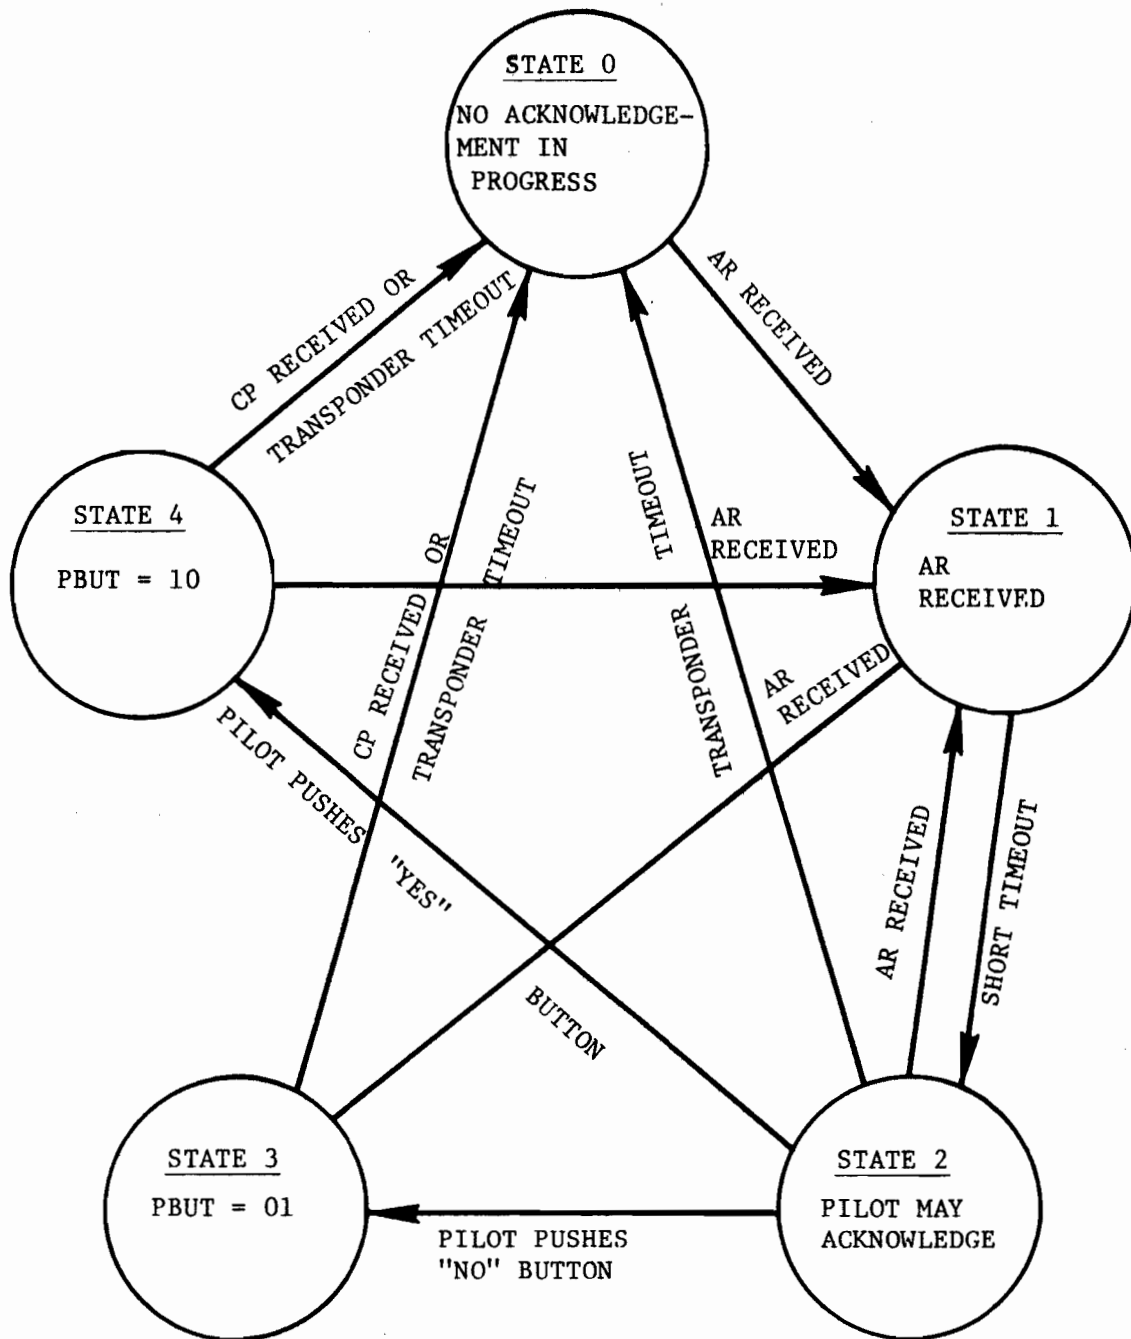 STATE 0
NO ACKNOWLEDGE-
MENT IN
PROGRESS
CP RECEIVED OR
TRANSPONDER TIMEOUT
AR RECEIVED
STATE 4
PBUT = 10
CP RECEIVED OR
TRANSPONDER TIMEOUT
TRANSPONDER TIMEOUT
AR
RECEIVED
STATE 1
AR
RECEIVED
AR
RECEIVED
PILOT PUSHES "YES" BUTTON
AR RECEIVED
SHORT TIMEOUT
STATE 3
PBUT = 01
PILOT PUSHES
"NO" BUTTON
STATE 2
PILOT MAY
ACKNOWLEDGE